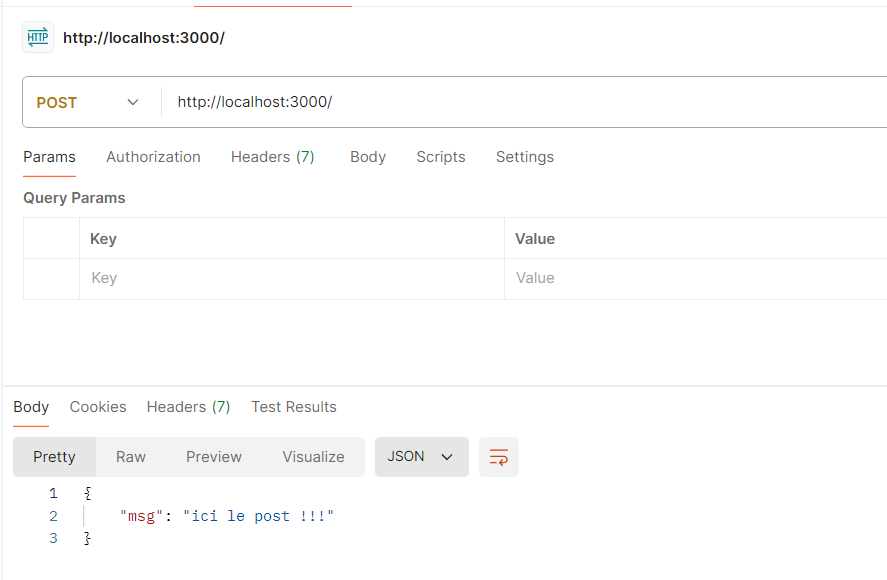 HTTP http://localhost:3000/
POST http://localhost:3000/
Params Authorization Headers (7) Body Scripts Settings
Query Params
Key Value
Key Value
Body Cookies Headers (7) Test Results
Pretty Raw Preview Visualize JSON
1 {
2 "msg": "ici le post !!!"
3 }